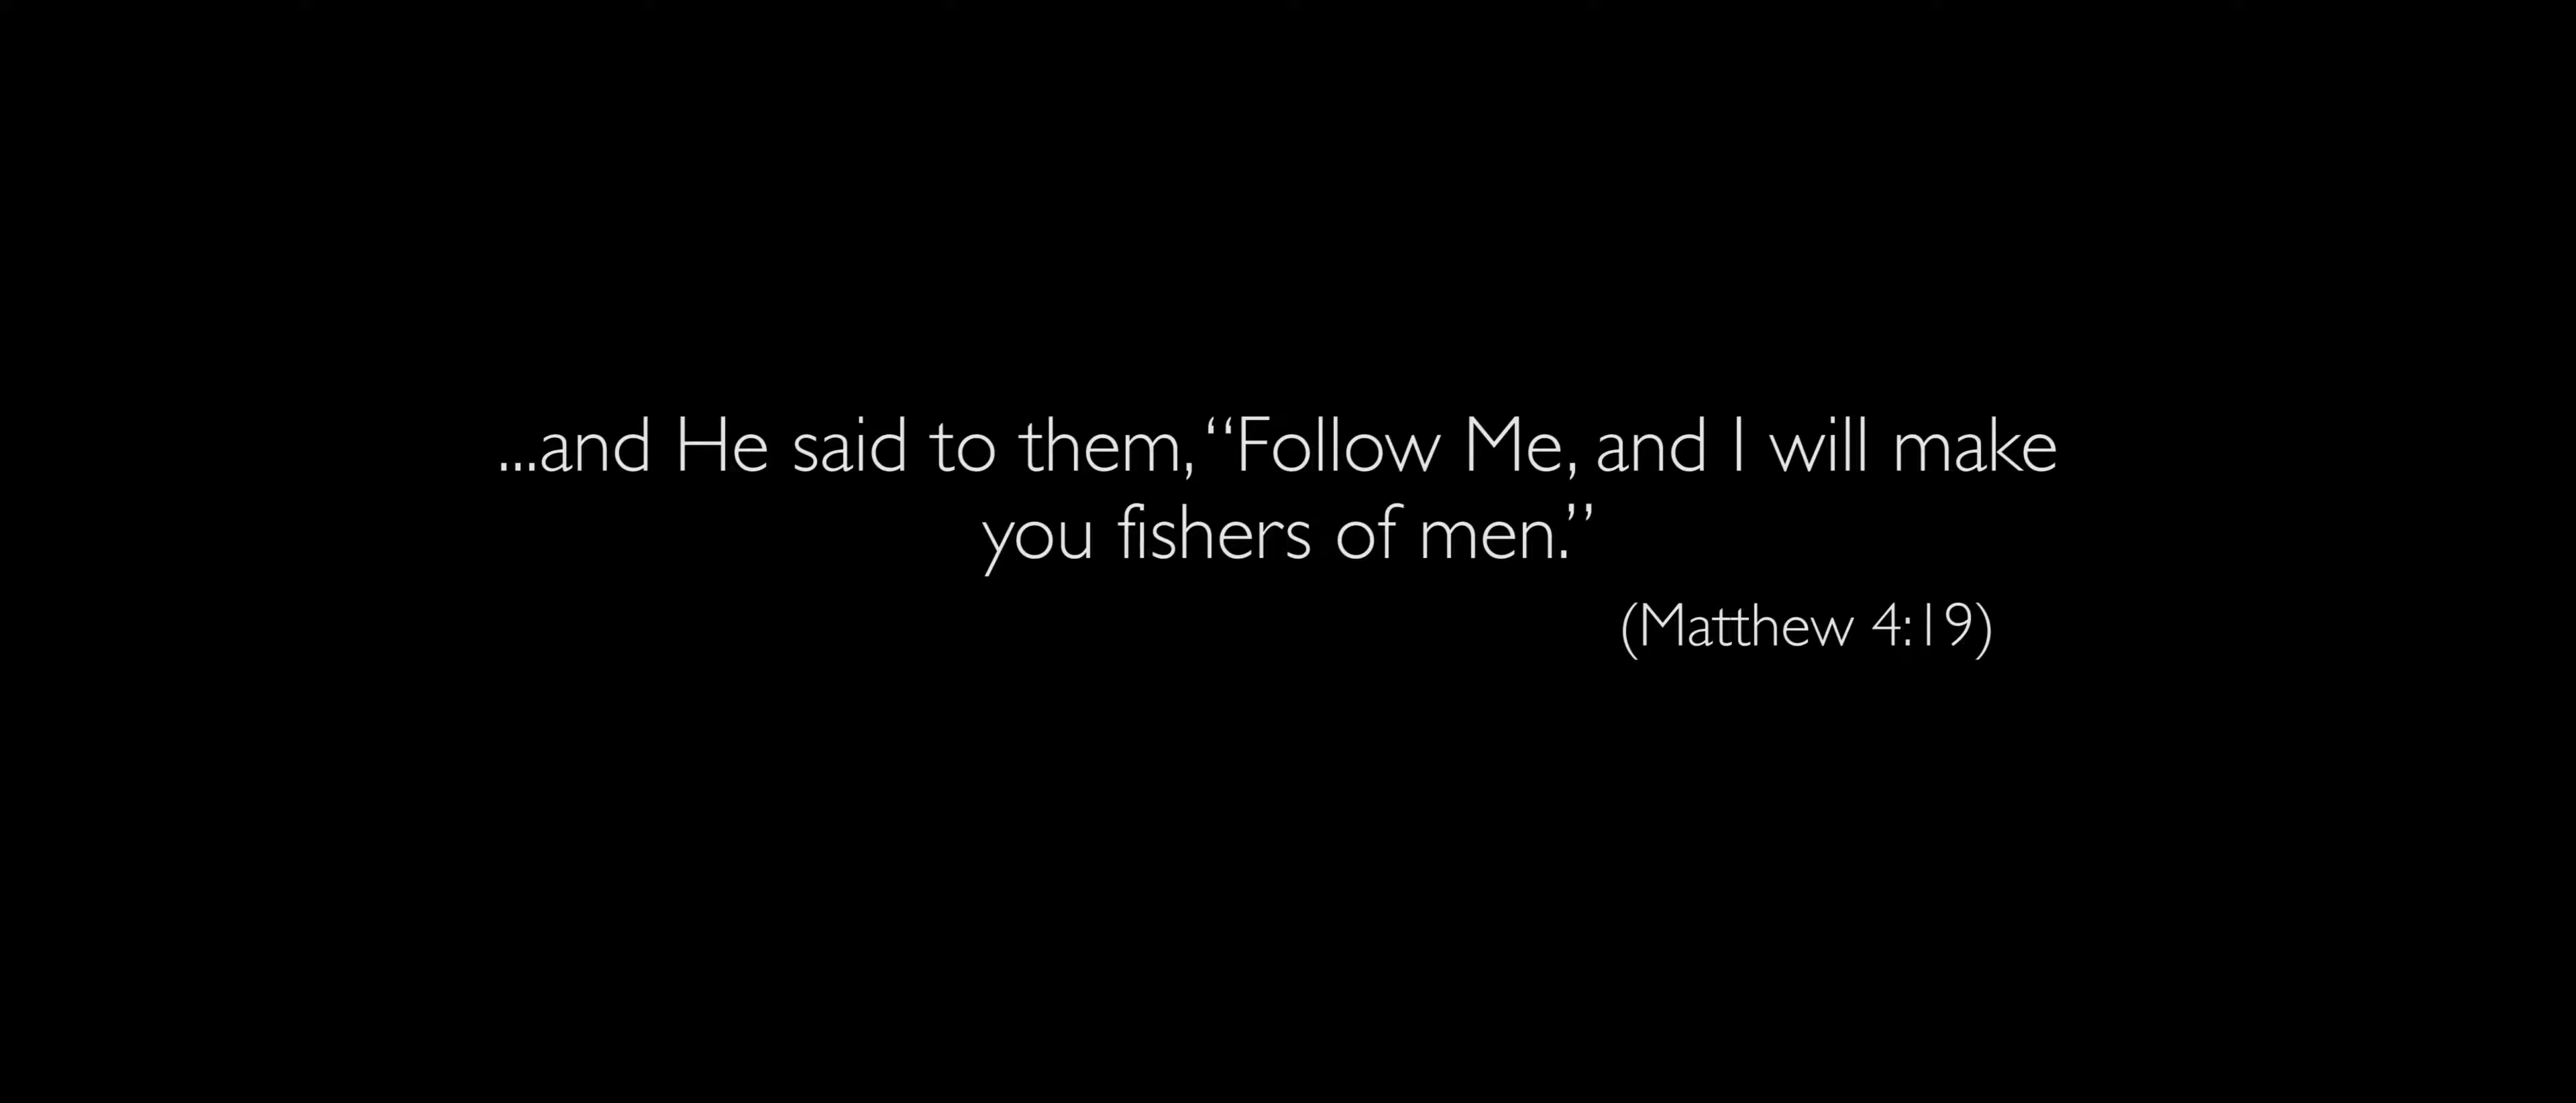 ...and He said to them, “Follow Me, and I will make
you fishers of men.”
(Matthew 4:19)